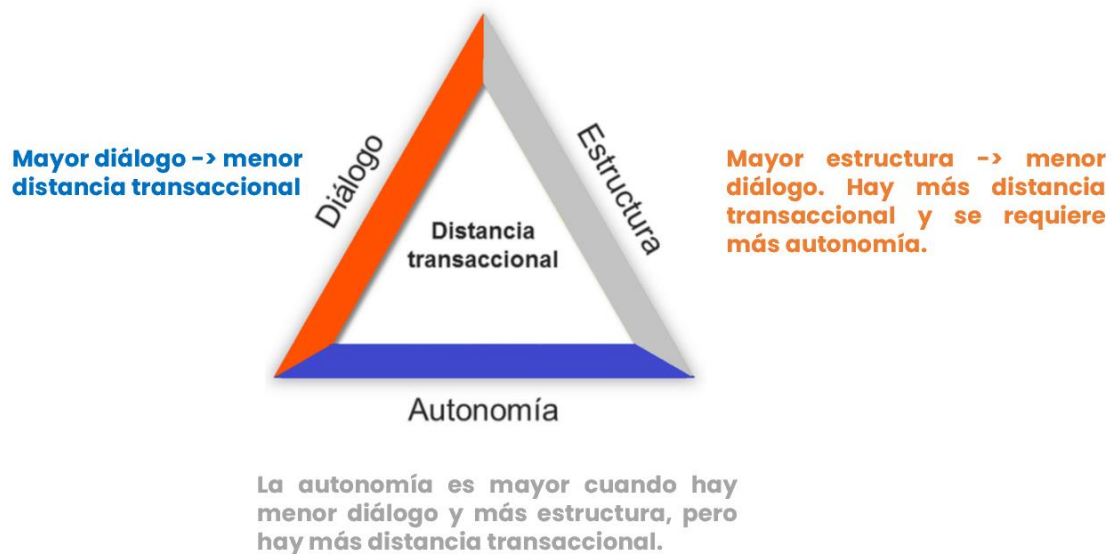 Mayor diálogo -> menor
distancia transaccional
Diálogo
Estructura
Distancia
transaccional
Mayor estructura -> menor
diálogo. Hay más distancia
transaccional y se requiere
más autonomía.
Autonomía
La autonomía es mayor cuando hay
menor diálogo y más estructura, pero
hay más distancia transaccional.